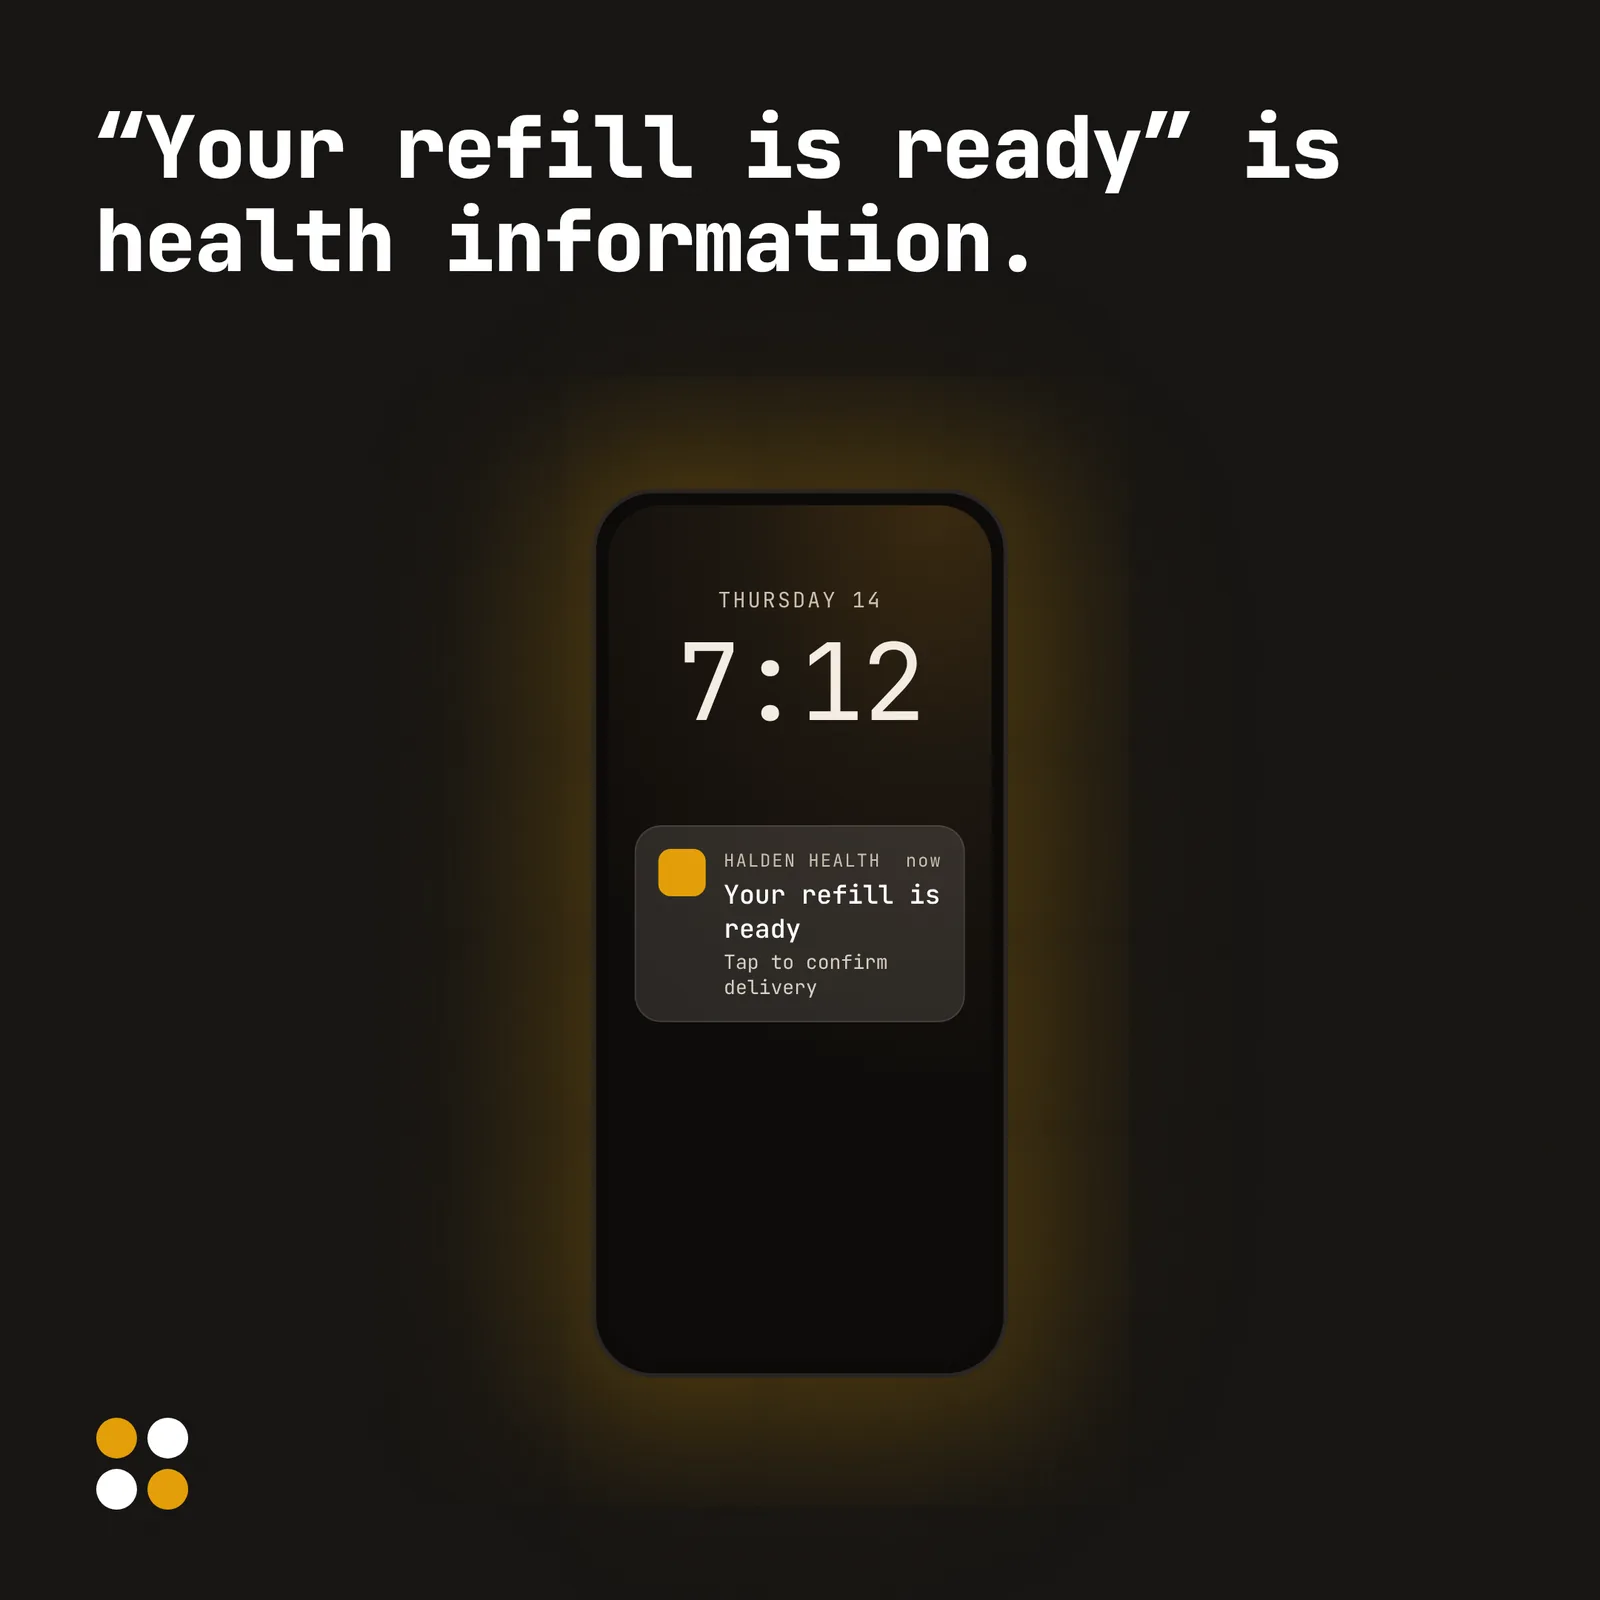 “Your refill is ready” is
health information.
THURSDAY 14
7:12
HALDEN HEALTH now
Your refill is
ready
Tap to confirm
delivery